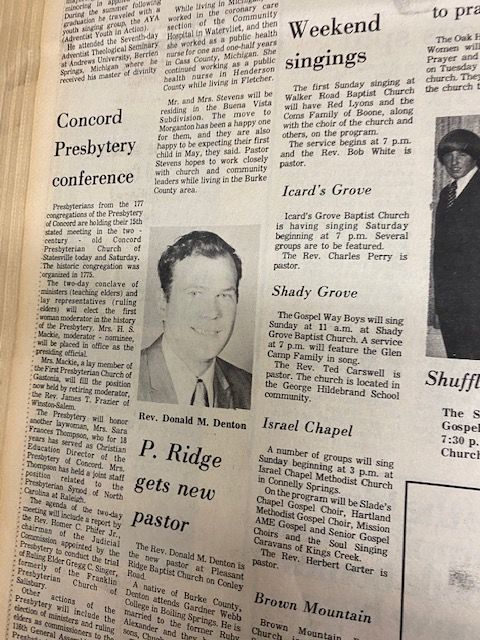 minoring in applied
During the summer following
graduation he traveled with a
youth singing group, the AYA
(Adventist Youth in Action).
He attended the Seventh-day
Adventist Theological Seminary
of Andrews University, Berrien
Springs, Michigan where he
received his master of divinity
Concord
Presbytery
conference
Presbyterians from the 177
congregations of the Presbytery
of Concord are holding their 15th
stated meeting in the two
- century - old Concord
Presbyterian Church of
Statesville today and Saturday.
The historic congregation was
organized in 1775.
The two-day conclave of
ministers (teaching elders) and
lay representatives (ruling
elders) will elect the first
woman moderator in the history
of the Presbytery. Mrs. H. S.
Mackie, moderator - nominee,
will be placed in office as the
presiding official.
Mrs. Mackie, a lay member of
the First Presbyterian Church of
Gastonia, will fill the position
now held by retiring moderator,
the Rev. James T. Frazier of
Winston-Salem.
The Presbytery will honor
another laywoman, Mrs. Sara
Frances Thompson, who for 18
years has served as Christian
Education Director of the
Presbytery of Concord. Mrs.
Thompson has held a joint staff
position related to the
Presbyterian Synod of North
Carolina at Raleigh.
The agenda of the two-day
meeting will include a report by
the Rev. Homer C. Phifer Jr.,
chairman of the Judicial
Commission appointed by the
Presbytery to conduct the trial
of Ruling Elder Gregg C. Singer,
formerly of the Franklin
Presbyterian Church of
Salisbury.
Other actions of the
Presbytery will include the
election of ministers and ruling
elders as commissioners to the
General
While living in Michigan
worked in the coronary care
section of the Community
Hospital in Watervliet, and then
she worked as a public health
nurse for one and one-half years
in Cass County, Michigan. She
continued working as a public
health nurse in Henderson
County while living in Fletcher.
Mr. and Mrs. Stevens will be
residing in the Buena Vista
Subdivision. The move to
Morganton has been a happy one
for them, and they are also
happy to be expecting their first
child in May, they said. Pastor
Stevens hopes to work closely
with church and community
leaders while living in the Burke
County area.
Rev. Donald M. Denton
P. Ridge
gets new
pastor
The Rev. Donald M. Denton is
the new pastor at Pleasant
Ridge Baptist Church on Conley
Road.
A native of Burke County,
Denton attends Gardner Webb
College in Boiling Springs. He is
married to the former Ruby
Alexander and they
Weekend
singings
The first Sunday singing at
Walker Road Baptist Church
will have Red Lyons and the
Coms Family of Boone, along
with the choir of the church and
others, on the program.
The service begins at 7 p.m.
and the Rev. Bob White is
pastor.
Icard's Grove
Icard's Grove Baptist Church
is having singing Saturday
beginning at 7 p.m. Several
groups are to be featured.
The Rev. Charles Perry is
pastor.
Shady Grove
The Gospel Way Boys will sing
Sunday at 11 a.m. at Shady
Grove Baptist Church. A service
at 7 p.m. will feature the Glen
Camp Family in song.
The Rev. Ted Carswell is
pastor. The church is located in
the George Hildebrand School
community.
Israel Chapel
A number of groups will sing
Sunday beginning at 3 p.m. at
Israel Chapel Methodist Church
in Connelly Springs.
On the program will be Slade's
Chapel Gospel Choir, Hartland
Methodist Gospel Choir, Mission
AME Gospel and Senior Gospel
Choirs and the Soul Singing
Caravans of Kings Creek.
The Rev. Herbert Carter is
pastor.
Brown Mountain
Brown Mountain
to pra
The Oak H
Women will
Prayer and
on Tuesday
church. They
the church t
Shuffl
The S
Gospel
7:30 p.
Church